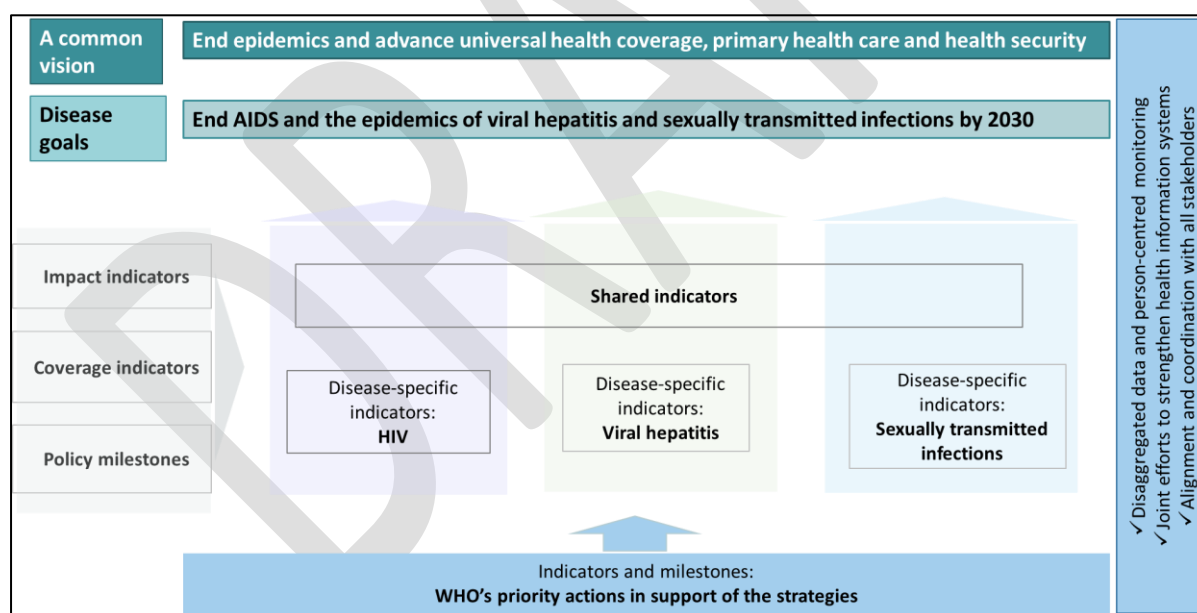 A common
vision
End epidemics and advance universal health coverage, primary health care and health security
Disease
goals
End AIDS and the epidemics of viral hepatitis and sexually transmitted infections by 2030
Impact indicators
Coverage indicators
Policy milestones
Shared indicators
Disease-specific
indicators:
HIV
Disease-specific
indicators:
Viral hepatitis
Disease-specific
indicators:
Sexually transmitted
infections
Indicators and milestones:
WHO's priority actions in support of the strategies
✓Disaggregated data and person-centred monitoring
✓Joint efforts to strengthen health information systems
✓Alignment and coordination with all stakeholders
DRAF